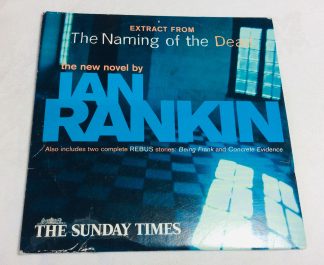 EXTRACT FROM
The Naming of the Dead
the new novel by
IAN
RANKIN
Also includes two complete REBUS stories: Being Frank and Concrete Evidence
THE SUNDAY TIMES